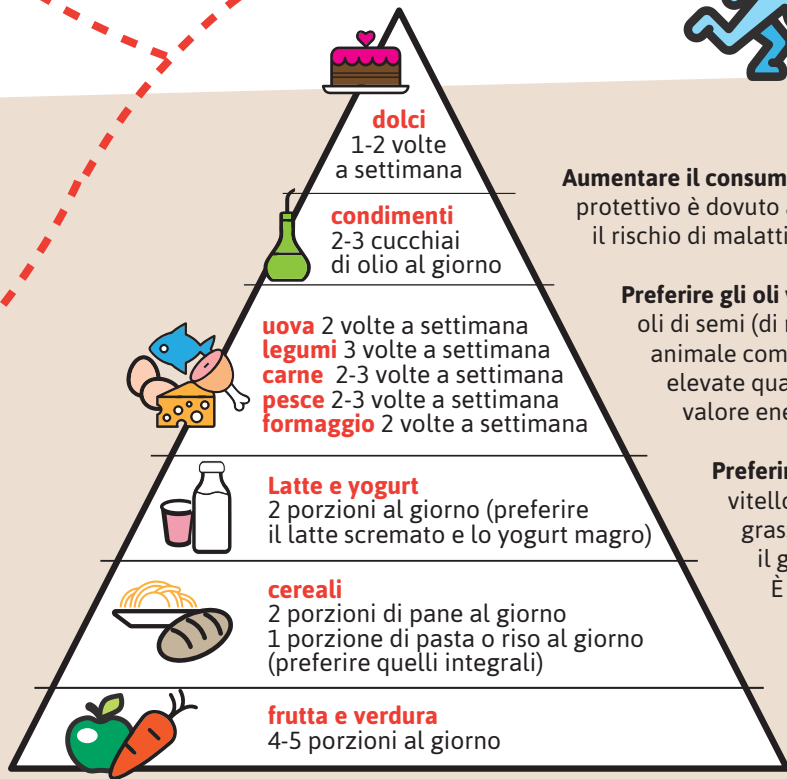 dolci
1-2 volte
a settimana
condimenti
2-3 cucchiai
di olio al giorno
uova 2 volte a settimana
legumi 3 volte a settimana
carne 2-3 volte a settimana
pesce 2-3 volte a settimana
formaggio 2 volte a settimana
Latte e yogurt
2 porzioni al giorno (preferire
il latte scremato e lo yogurt magro)
cereali
2 porzioni di pane al giorno
1 porzione di pasta o riso al giorno
(preferire quelli integrali)
frutta e verdura
4-5 porzioni al giorno
Aumentare il consum
protettivo è dovuto
il rischio di malatti
Preferire gli oli
oli di semi (di
animale com
elevate qua
valore ene
Preferir
vitello
gras
il g
È